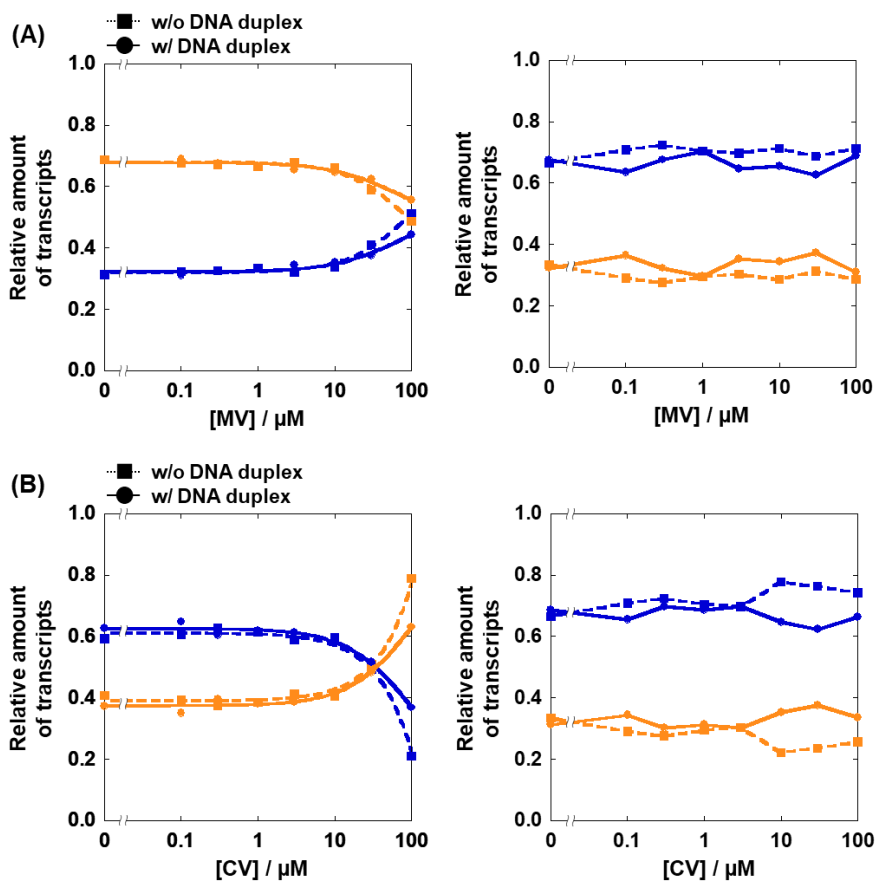 (A)
w/o DNA duplex
w/ DNA duplex
Relative amount
of transcripts
1.0
0.8
0.6
0.4
0.2
0.0
0
0.1
1
10
100
[MV] / µM
Relative amount
of transcripts
1.0
0.8
0.6
0.4
0.2
0.0
0
0.1
1
10
100
[MV] / µM
(B)
w/o DNA duplex
w/ DNA duplex
Relative amount
of transcripts
1.0
0.8
0.6
0.4
0.2
0.0
0
0.1
1
10
100
[CV] / µM
Relative amount
of transcripts
1.0
0.8
0.6
0.4
0.2
0.0
0
0.1
1
10
100
[CV] / µM